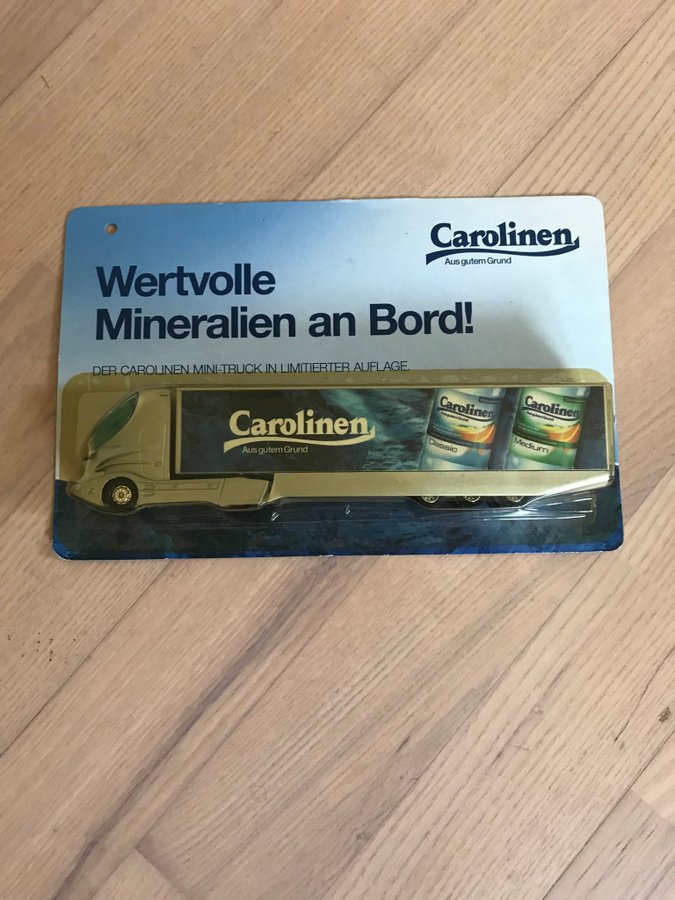 Carolinen
Aus gutem Grund
Wertvolle
Mineralien an Bord!
DER CAROLINEN MINI-TRUCK IN LIMITIERTER AUFLAGE.
Carolinen
Aus gutem Grund
Carolinen
Classic
Carolinen
Medium